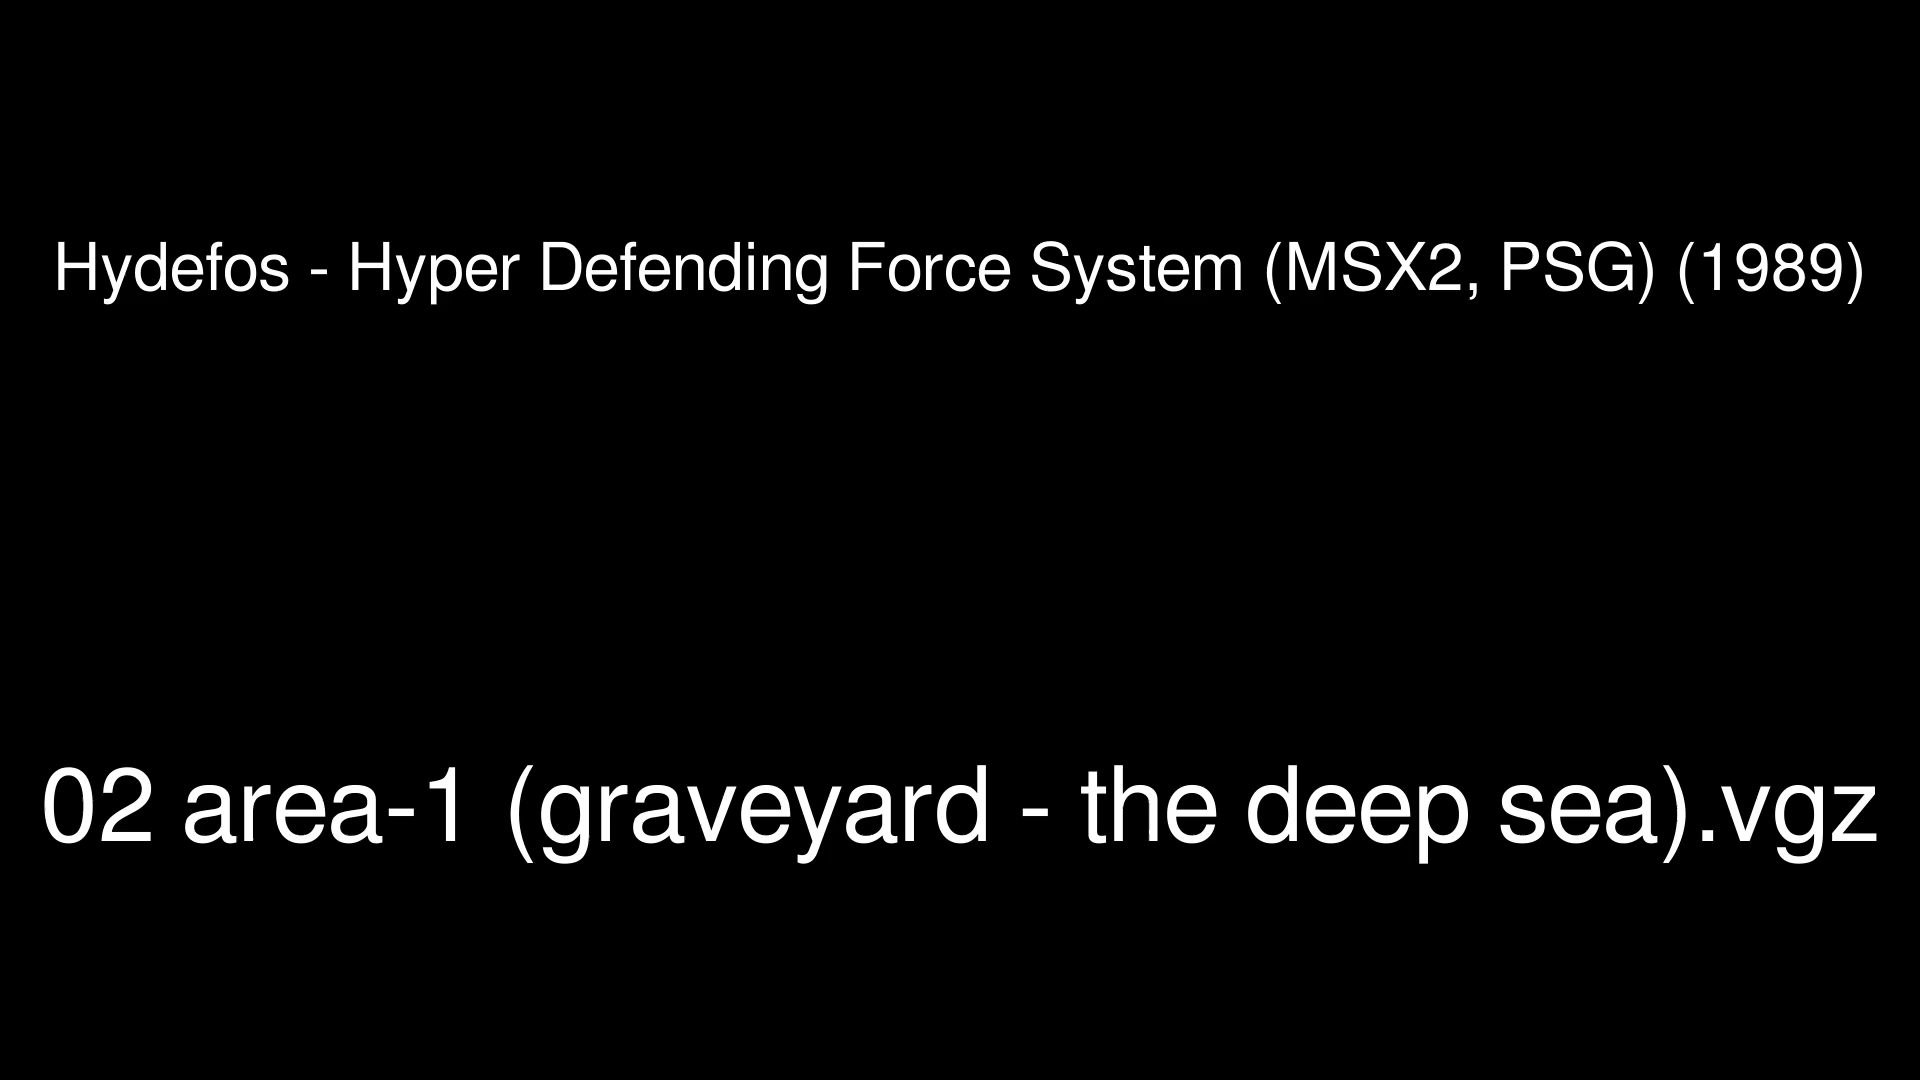 Hydefos - Hyper Defending Force System (MSX2, PSG) (1989)
02 area-1 (graveyard - the deep sea).vgz